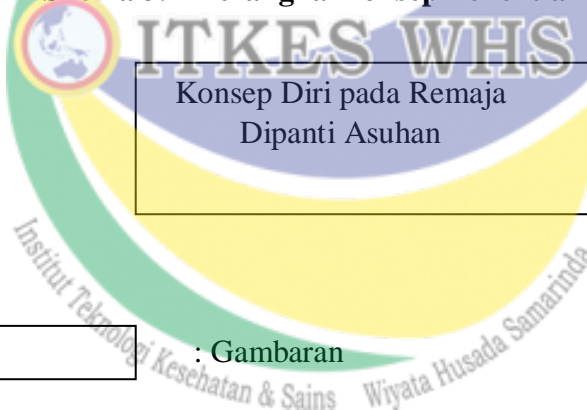 ITKES WHS
Konsep Diri pada Remaja
Dipanti Asuhan
: Gambaran
Institut Teknologi Kesehatan & Sains Wiyata Husada Samarinda